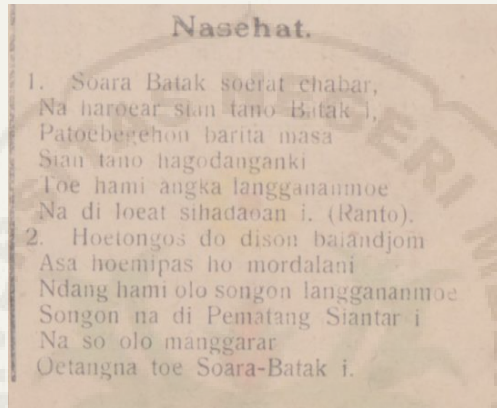 Nasehat.
1. Soara Batak soerat chabar,
Na haroear sian tano Batak i,
Patoebegehon barita masa
Sian tano hagodanganki
Toe hami angka langgananmoe
Na di loeat sihadaoan i. (Ranto).
2. Hoetongos do dison baiandjom
Asa hoemipas ho mordalani
Ndang hami olo songon langgananmoe
Songon na di Pematang Siantar i
Na so olo manggarar
Oetangna toe Soara-Batak i.